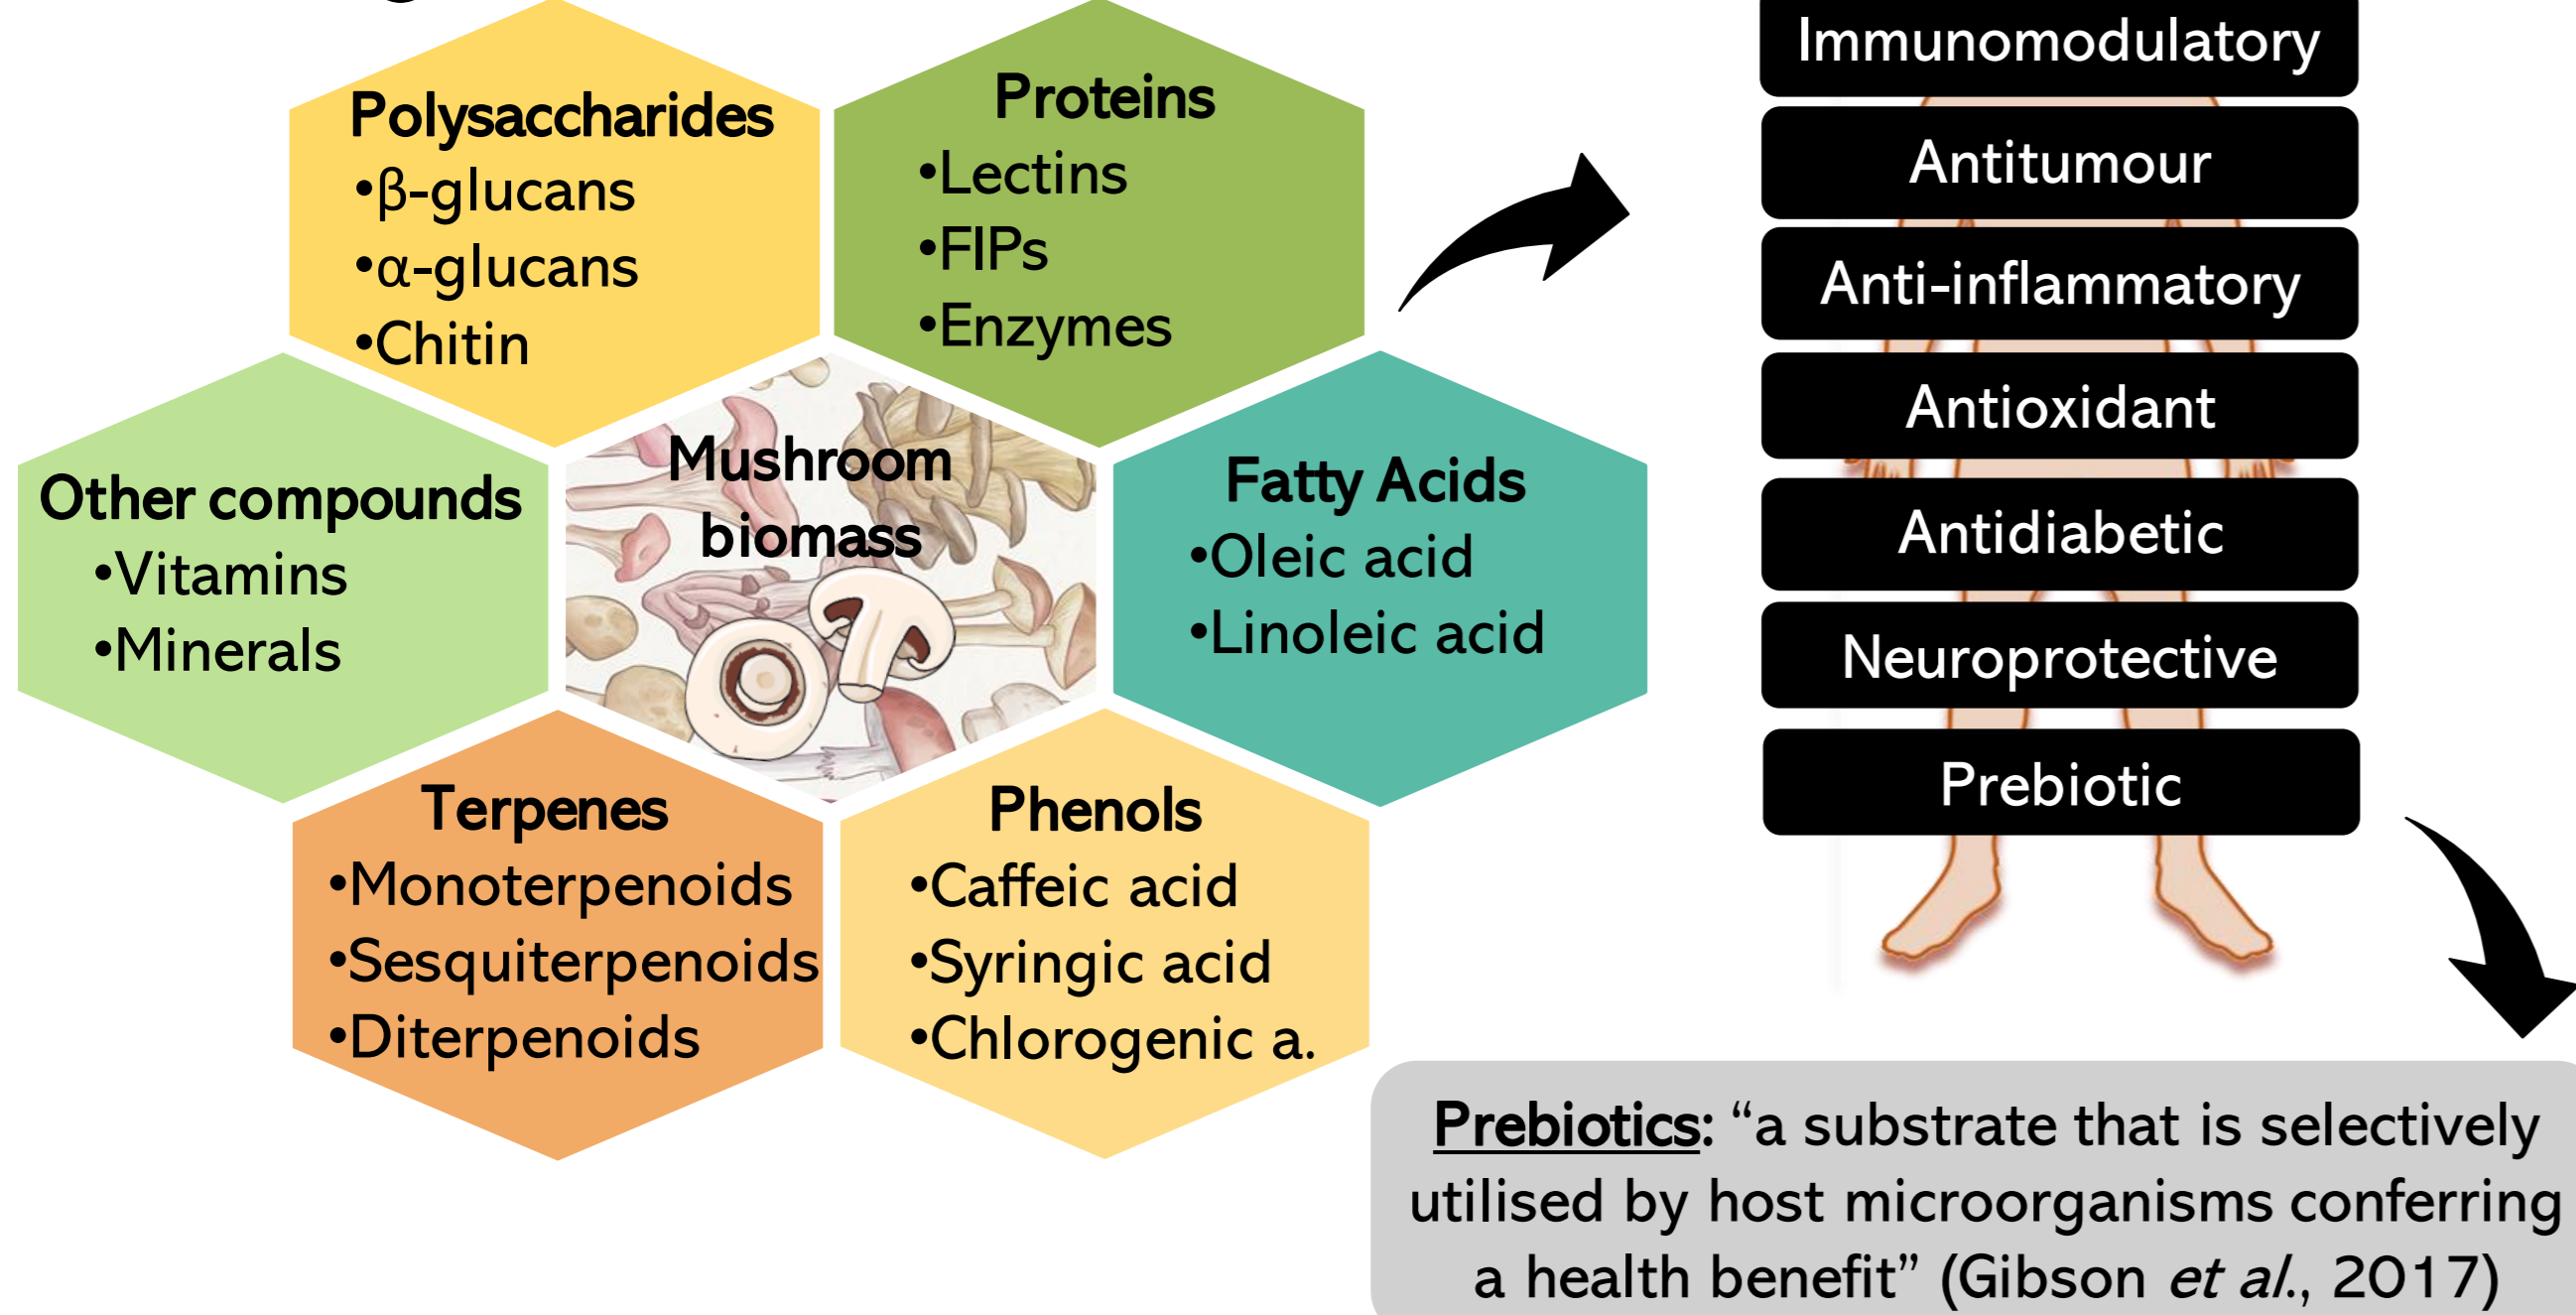 Polysaccharides
•β-glucans
•α-glucans
•Chitin
Proteins
•Lectins
•FIPs
•Enzymes
Other compounds
•Vitamins
•Minerals
Mushroom
biomass
Fatty Acids
•Oleic acid
•Linoleic acid
Terpenes
•Monoterpenoids
•Sesquiterpenoids
•Diterpenoids
Phenols
•Caffeic acid
•Syringic acid
•Chlorogenic a.
Immunomodulatory
Antitumour
Anti-inflammatory
Antioxidant
Antidiabetic
Neuroprotective
Prebiotic
Prebiotics: “a substrate that is selectively
utilised by host microorganisms conferring
a health benefit” (Gibson et al., 2017)